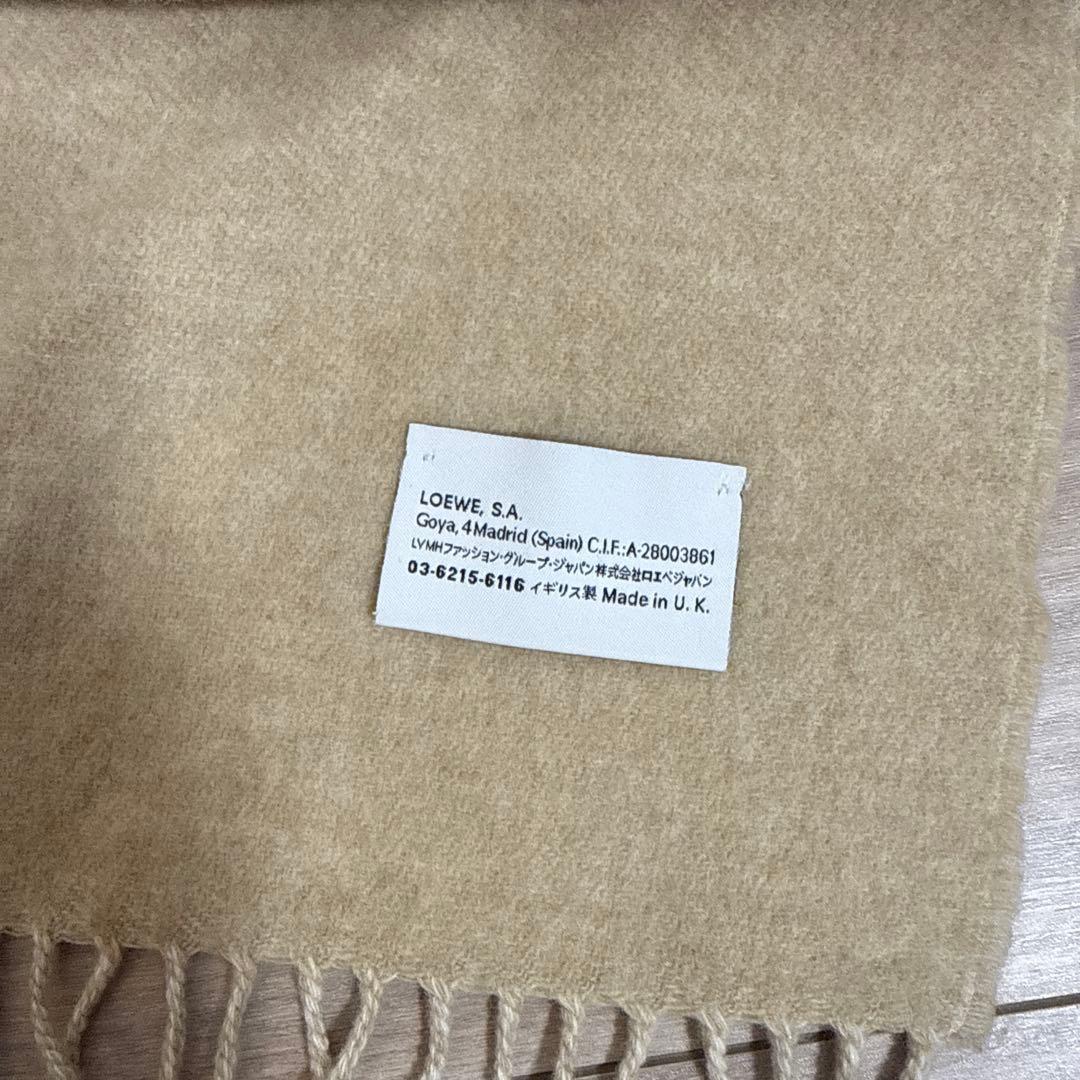 LOEWE, S.A.
Goya, 4 Madrid (Spain) C.I.F.:A-28003861
LVMHファッション・グループ・ジャパン株式会社ロエベジャパン
03-6215-6116 イギリス製 Made in U. K.